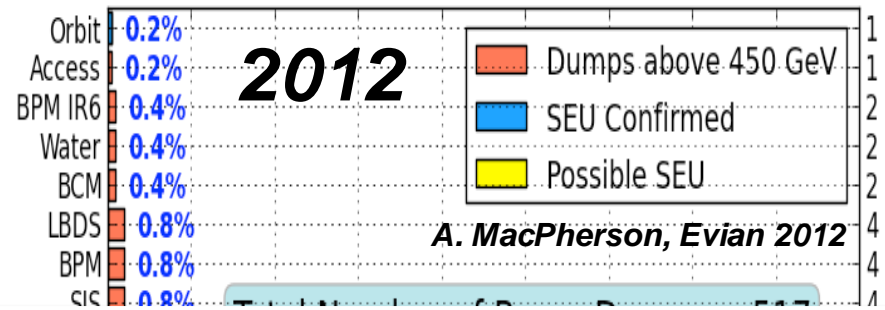 Orbit 0.2% 1
2012
Dumps above 450 GeV
Access 0.2% 1
BPM IR6 0.4% 2
SEU Confirmed
Water 0.4% 2
BCM 0.4% 2
Possible SEU
LBDS 0.8% 4
A. MacPherson, Evian 2012
BPM 0.8% 4
SIS 0.8% 4